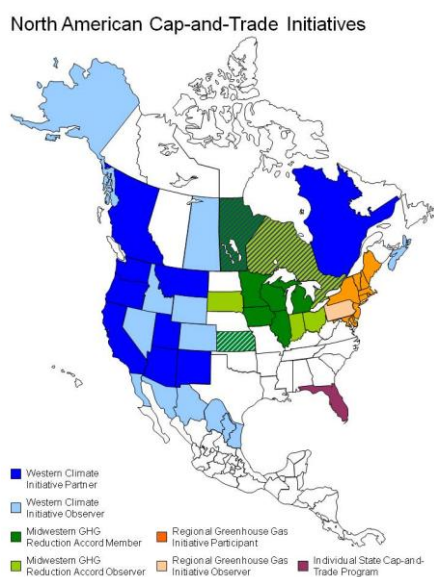 North American Cap-and-Trade Initiatives
Western Climate
Initiative Partner
Western Climate
Initiative Observer
Midwestern GHG
Reduction Accord Member
Regional Greenhouse Gas
Initiative Participant
Midwestern GHG
Reduction Accord Observer
Regional Greenhouse Gas
Initiative Observer
Individual State Cap-and-
Trade Program